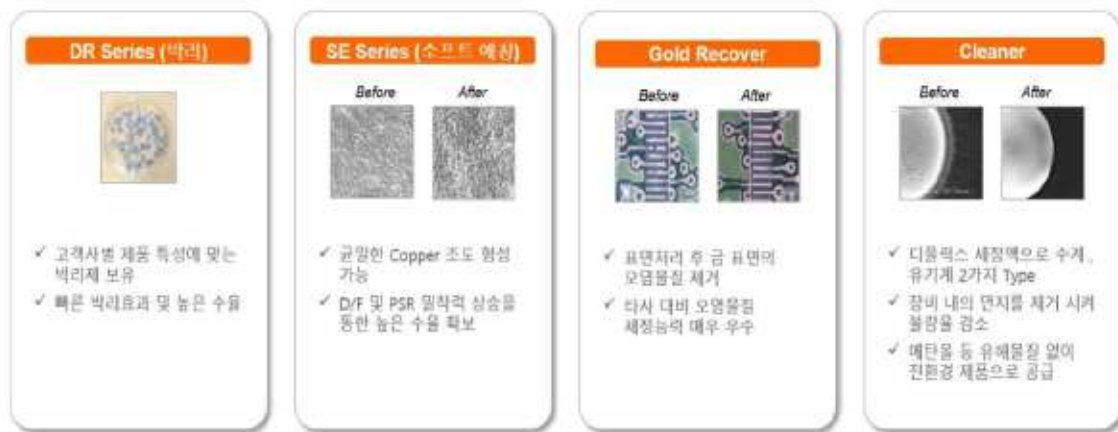 DR Series (박리)
✓ 고객사별 제품 특성에 맞는
박리제 보유
✓ 빠른 박리효과 및 높은 수율
SE Series (소프트 에칭)
Before After
✓ 균일한 Copper 조도 형성
가능
✓ D/F 및 PSR 밀착력 상승을
통한 높은 수율 확보
Gold Recover
Before After
✓ 표면처리 후 금 표면의
오염물질 제거
✓ 타사 대비 오염물질
세정능력 매우 우수
Cleaner
Before After
✓ 디플럭스 세정액으로 수계,
유기계 2가지 Type
✓ 장비 내의 먼지를 제거 시켜
불량율 감소
✓ 메탄올 등 유해물질 없이
친환경 제품으로 공급